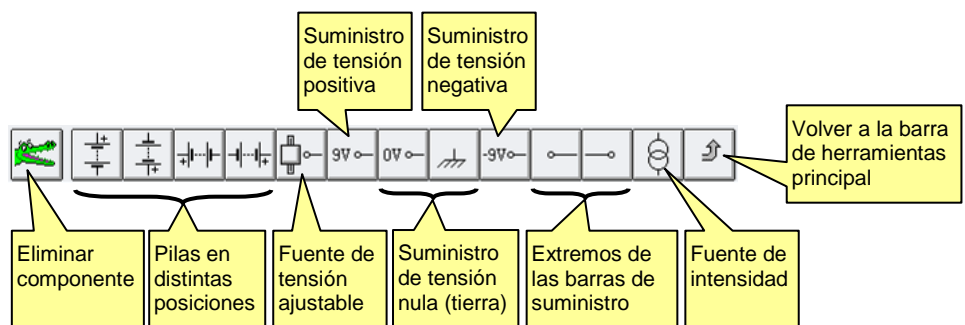 Suministro
de tensión
positiva
Suministro
de tensión
negativa
Volver a la barra
de herramientas
principal
9V
0V
-9V
Eliminar
componente
Pilas en
distintas
posiciones
Fuente de
tensión
ajustable
Suministro
de tensión
nula (tierra)
Extremos de
las barras de
suministro
Fuente de
intensidad